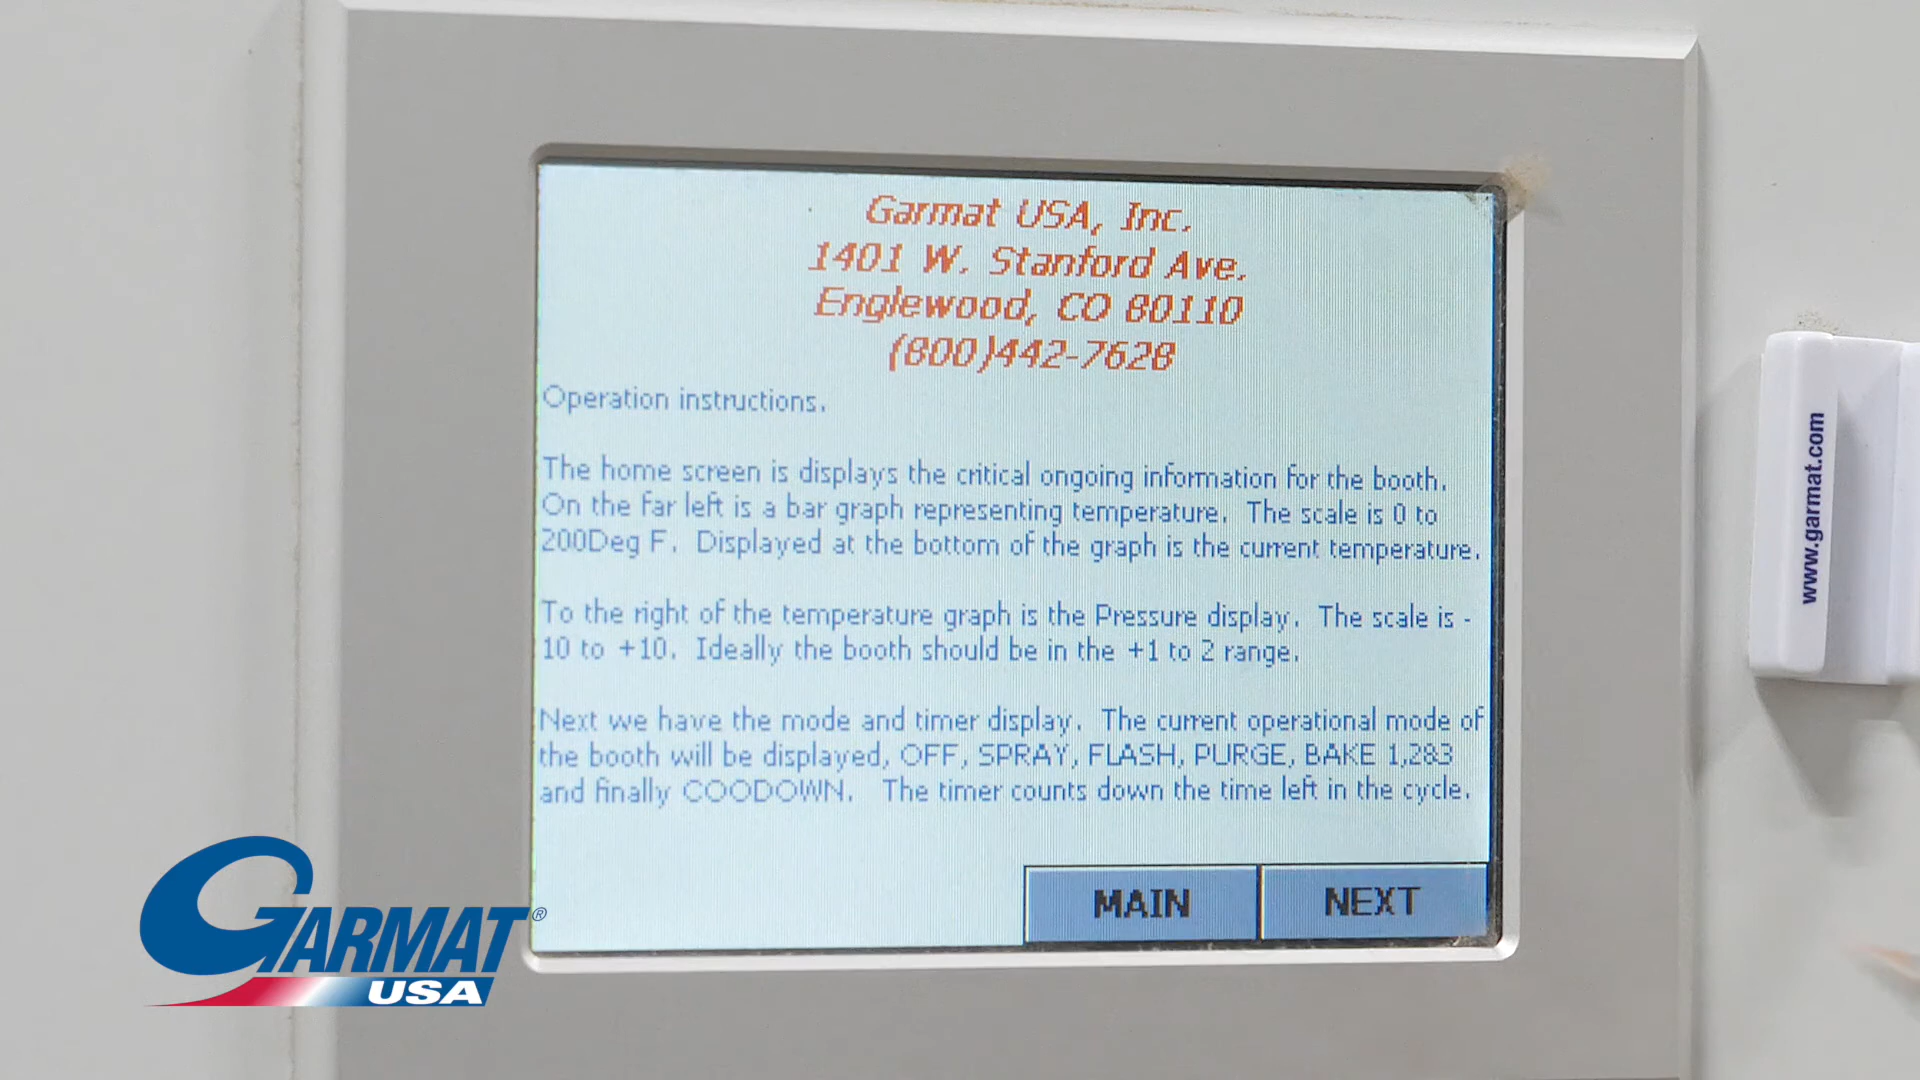 Garmat USA, Inc.
1401 W. Stanford Ave.
Englewood, CO 80110
(800)442-7628
Operation instructions.
The home screen is displays the critical ongoing information for the booth.
On the far left is a bar graph representing temperature. The scale is 0 to
200Deg F. Displayed at the bottom of the graph is the current temperature.
To the right of the temperature graph is the Pressure display. The scale is -
10 to +10. Ideally the booth should be in the +1 to 2 range.
Next we have the mode and timer display. The current operational mode of
the booth will be displayed, OFF, SPRAY, FLASH, PURGE, BAKE 1,2&3
and finally COODOWN. The timer counts down the time left in the cycle.
MAIN NEXT
www.garmat.com
GARMAT®
USA